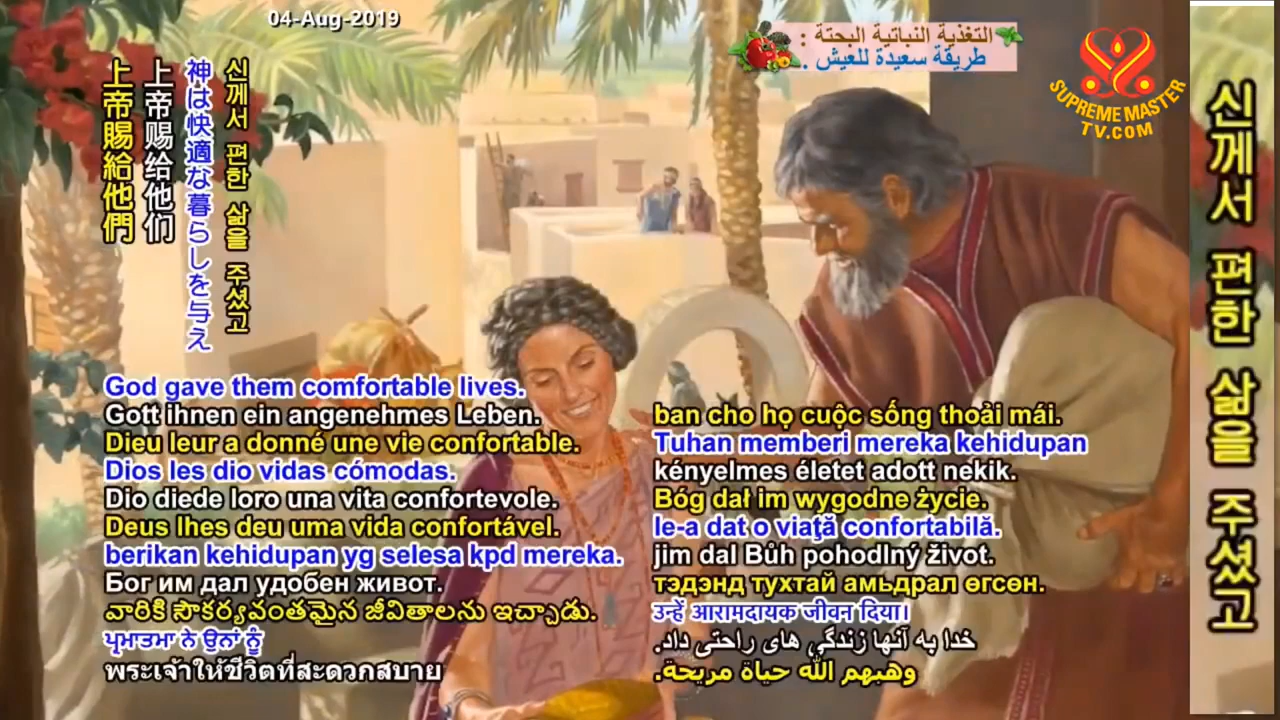 04-Aug-2019
التغذية النباتية البحتة :
طريقة سعيدة للعيش .
SUPREME MASTER
TV.COM
신께서 편한 삶을 주셨고
神は快適な暮らしを与え
上帝赐给他们
上帝賜給他們
신께서 편한 삶을 주셨고
God gave them comfortable lives.
Gott ihnen ein angenehmes Leben.
Dieu leur a donné une vie confortable.
Dios les dio vidas cómodas.
Dio diede loro una vita confortevole.
Deus lhes deu uma vida confortável.
berikan kehidupan yg selesa kpd mereka.
Бог им дал удобен живот.
వారికి సౌకర్యవంతమైన జీవితాలను ఇచ్చాడు.
ਪ੍ਰਮਾਤਮਾ ਨੇ ਉਨਾਂ ਨੂੰ
พระเจ้าให้ชีวิตที่สะดวกสบาย
ban cho họ cuộc sống thoải mái.
Tuhan memberi mereka kehidupan
kényelmes életet adott nekik.
Bóg dał im wygodne życie.
le-a dat o viaţă confortabilă.
jim dal Bůh pohodlný život.
тэдэнд тухтай амьдрал өгсөн.
उन्हें आरामदायक जीवन दिया।
خدا به آنها زندگی های راحتی داد.
وهبهم الله حياة مريحة.